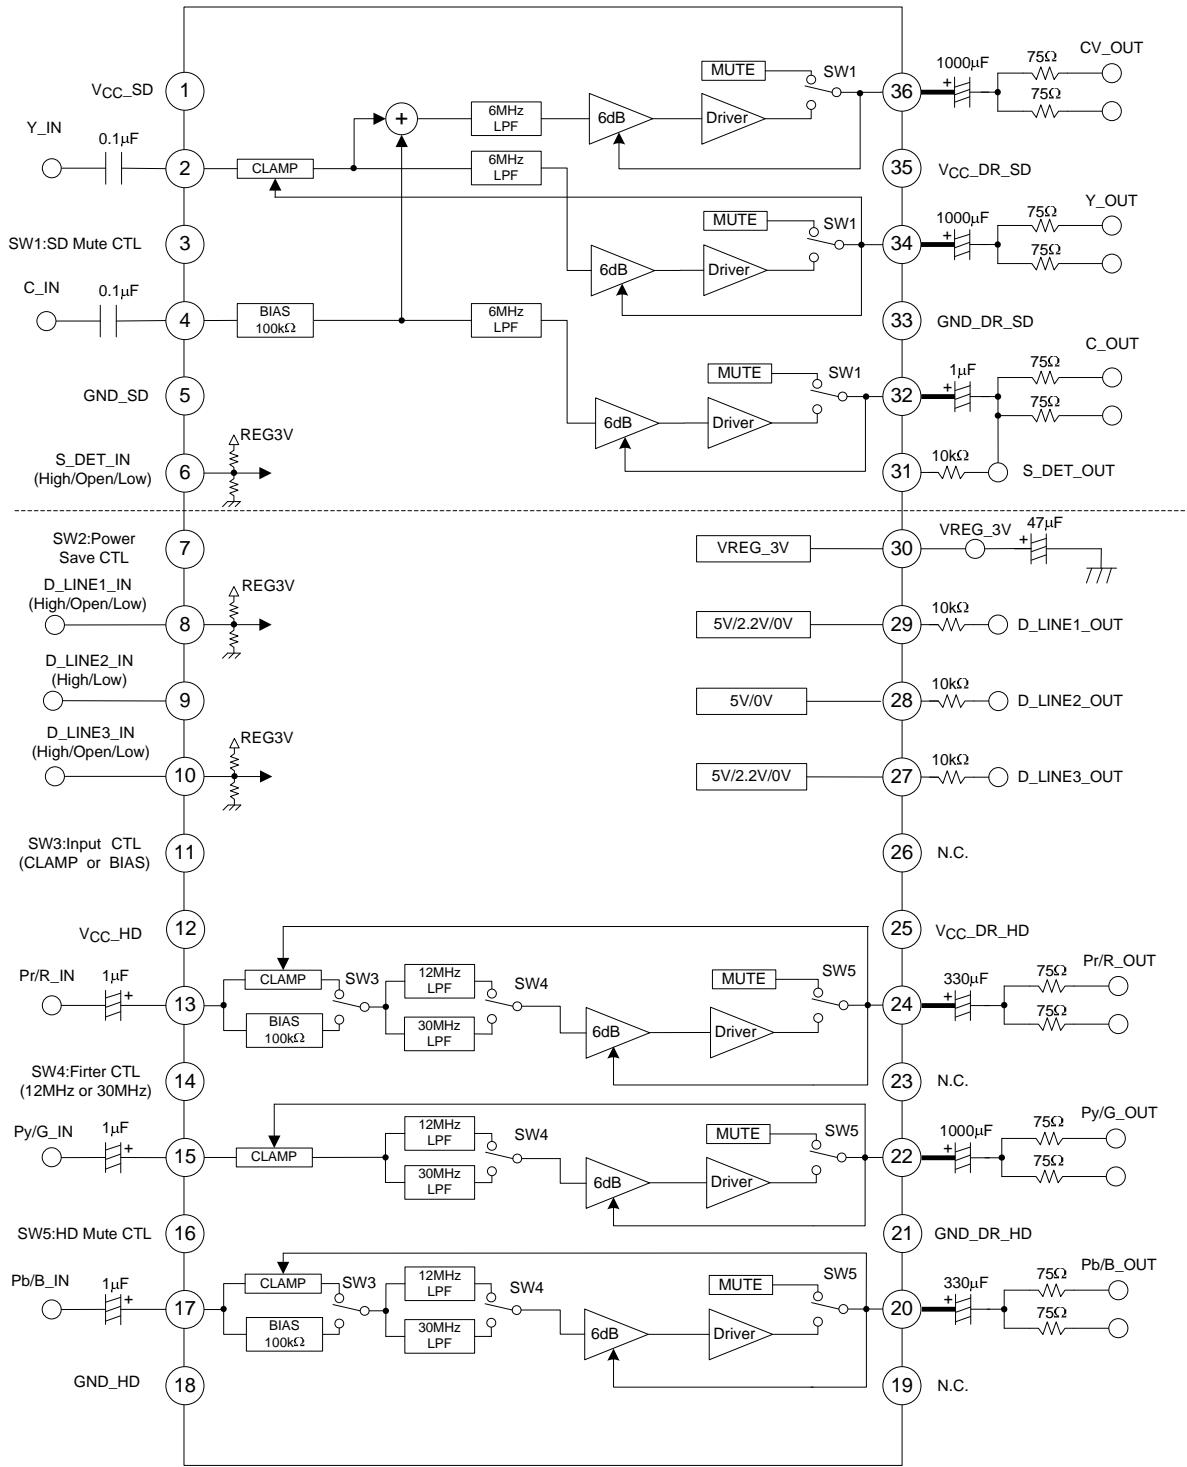 VCC_SD
1
Y_IN
0.1µF
2
CLAMP
SW1:SD Mute CTL
3
C_IN
0.1µF
4
BIAS
100kΩ
GND_SD
5
S_DET_IN
(High/Open/Low)
6
REG3V
+
6MHz
LPF
6MHz
LPF
6MHz
LPF
6dB
Driver
MUTE
SW1
6dB
Driver
MUTE
SW1
6dB
Driver
MUTE
SW1
36
1000µF
+
75Ω
75Ω
CV_OUT
35
VCC_DR_SD
34
1000µF
+
75Ω
75Ω
Y_OUT
33
GND_DR_SD
32
1µF
+
75Ω
75Ω
C_OUT
31
10kΩ
S_DET_OUT
SW2:Power
Save CTL
7
D_LINE1_IN
(High/Open/Low)
8
REG3V
D_LINE2_IN
(High/Low)
9
D_LINE3_IN
(High/Open/Low)
10
REG3V
SW3:Input CTL
(CLAMP or BIAS)
11
VREG_3V
30
VREG_3V
47µF
+
5V/2.2V/0V
29
10kΩ
D_LINE1_OUT
5V/0V
28
10kΩ
D_LINE2_OUT
5V/2.2V/0V
27
10kΩ
D_LINE3_OUT
26
N.C.
VCC_HD
12
25
VCC_DR_HD
Pr/R_IN
1µF
+
13
CLAMP
BIAS
100kΩ
SW3
12MHz
LPF
30MHz
LPF
SW4
6dB
Driver
MUTE
SW5
24
330µF
+
75Ω
75Ω
Pr/R_OUT
SW4:Firter CTL
(12MHz or 30MHz)
14
23
N.C.
Py/G_IN
1µF
+
15
CLAMP
12MHz
LPF
30MHz
LPF
SW4
6dB
Driver
MUTE
SW5
22
1000µF
+
75Ω
75Ω
Py/G_OUT
SW5:HD Mute CTL
16
21
GND_DR_HD
Pb/B_IN
1µF
+
17
CLAMP
BIAS
100kΩ
SW3
12MHz
LPF
30MHz
LPF
SW4
6dB
Driver
MUTE
SW5
20
330µF
+
75Ω
75Ω
Pb/B_OUT
GND_HD
18
19
N.C.